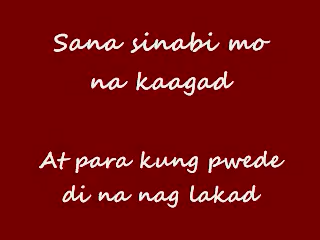 Sana sinabi mo
na kaagad
At para kung pwede
di na nag lakad